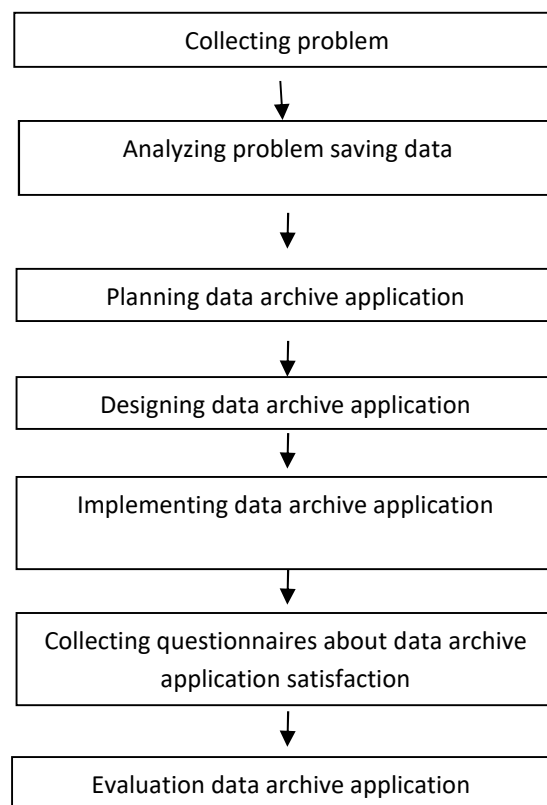 Collecting problem
Analyzing problem saving data
Planning data archive application
Designing data archive application
Implementing data archive application
Collecting questionnaires about data archive
application satisfaction
Evaluation data archive application